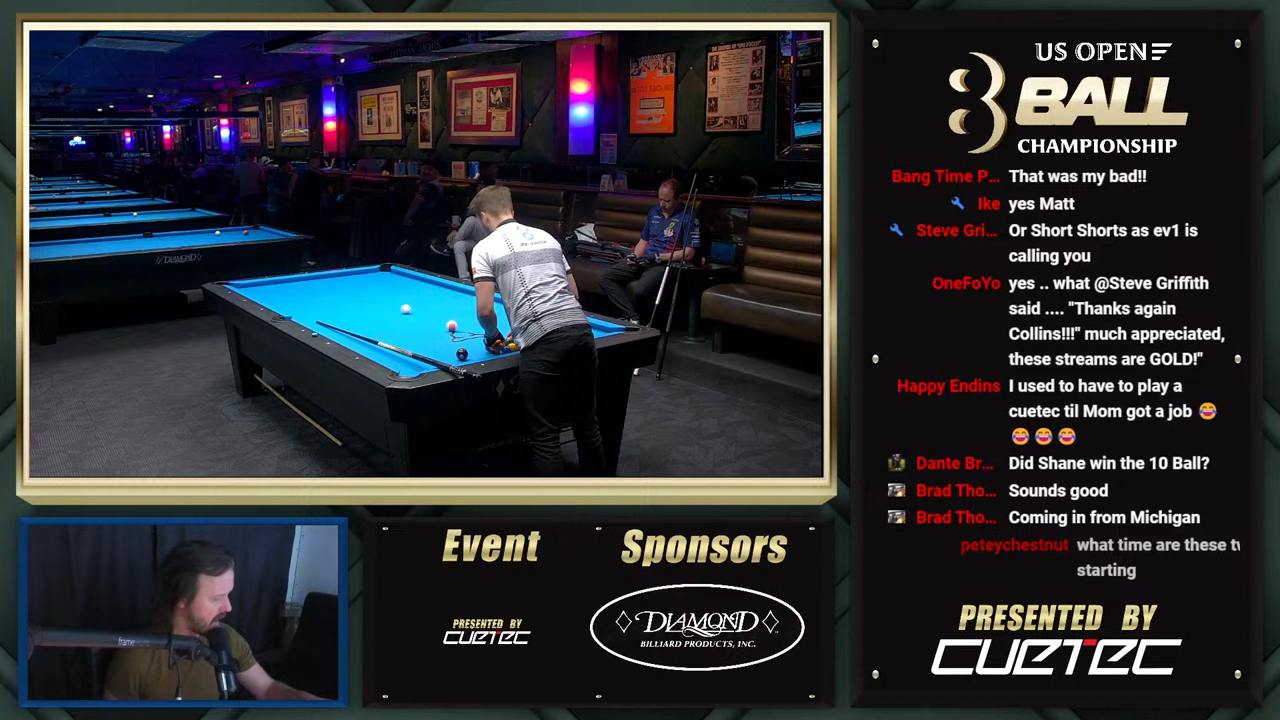 US OPEN
8 BALL
CHAMPIONSHIP
Bang Time P... That was my bad!!
Ike yes Matt
Steve Gri... Or Short Shorts as ev1 is
calling you
OneFoYo yes .. what @Steve Griffith
said .... "Thanks again
Collins!!!" much appreciated,
these streams are GOLD!"
Happy Endins I used to have to play a
cuetec til Mom got a job 😂
😂 😂 😂
Dante Br... Did Shane win the 10 Ball?
Brad Tho... Sounds good
Brad Tho... Coming in from Michigan
peteychestnut what time are these
starting
PRESENTED BY
CUETEC
Event Sponsors
PRESENTED BY
CUETEC
DIAMOND
BILLIARD PRODUCTS, INC.
DIAMOND
frame